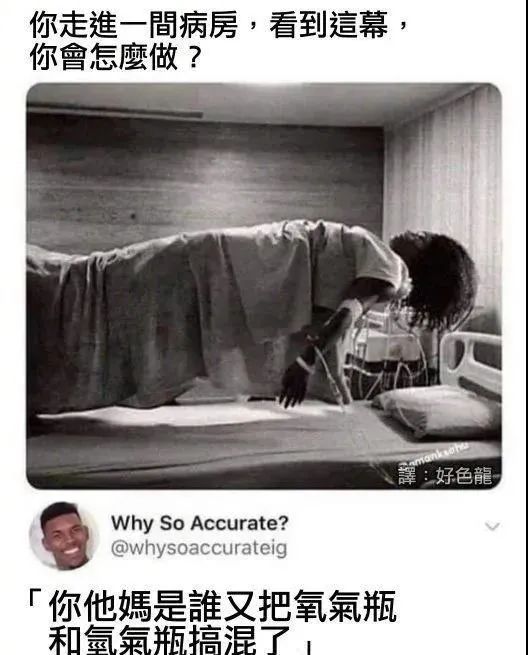 你走進一間病房，看到這幕，
你會怎麼做？
@amanksahu
譯：好色龍
Why So Accurate?
@whysoaccurateig
「你他媽是誰又把氧氣瓶
和氫氣瓶搞混了」